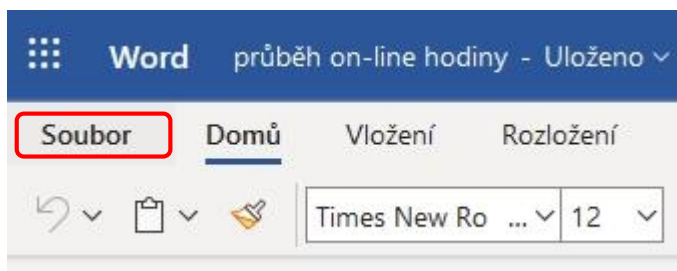 Word průběh on-line hodiny - Uloženo
Soubor Domů Vložení Rozložení
Times New Ro ... 12